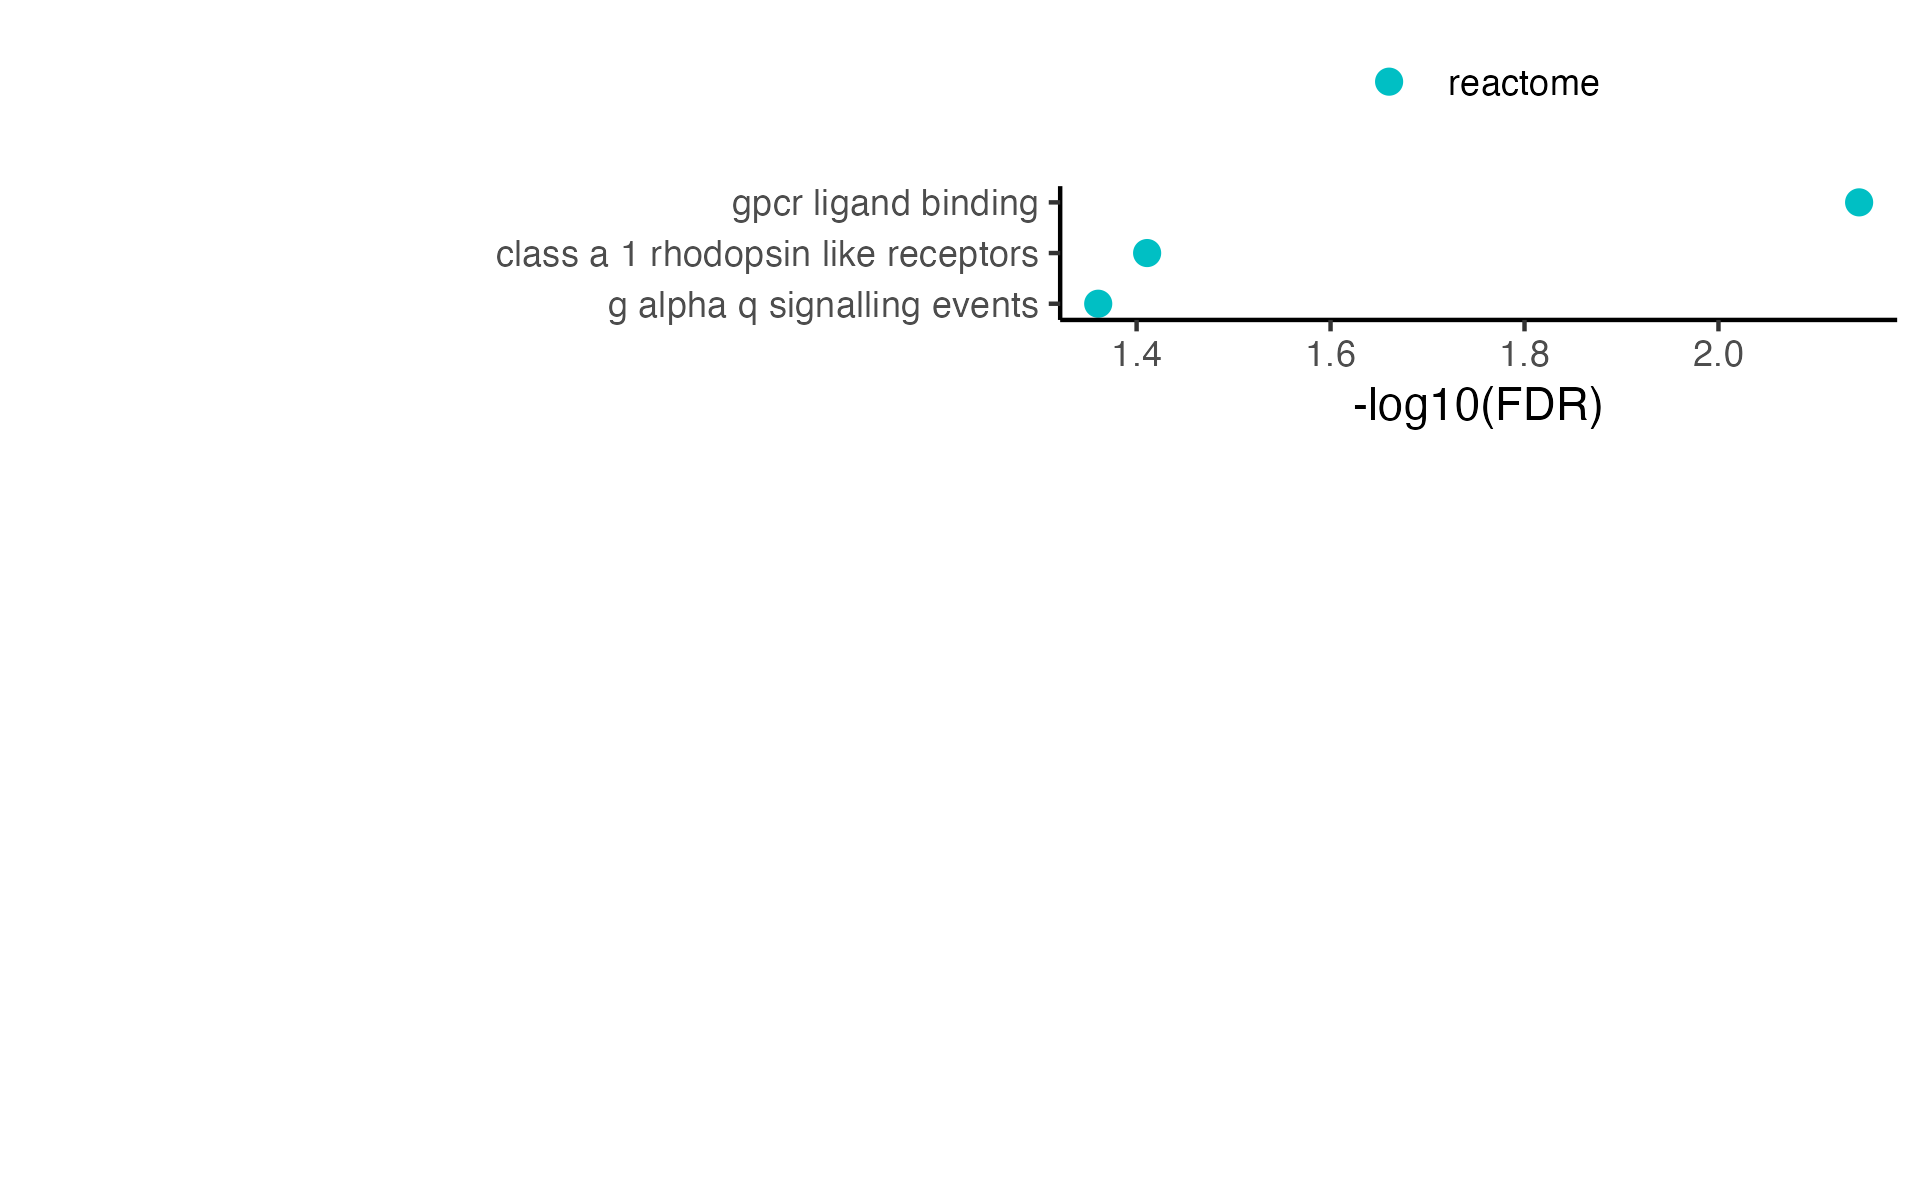 reactome
gpcr ligand binding
class a 1 rhodopsin like receptors
g alpha q signalling events
1.4 1.6 1.8 2.0
-log10(FDR)